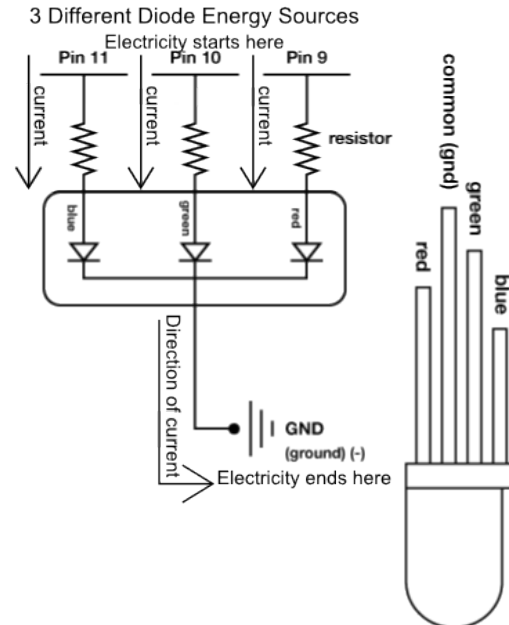 3 Different Diode Energy Sources
Electricity starts here
Pin 11
Pin 10
Pin 9
current
current
current
resistor
blue
green
red
Direction of current
GND
(ground) (-)
Electricity ends here
red
common (gnd)
green
blue